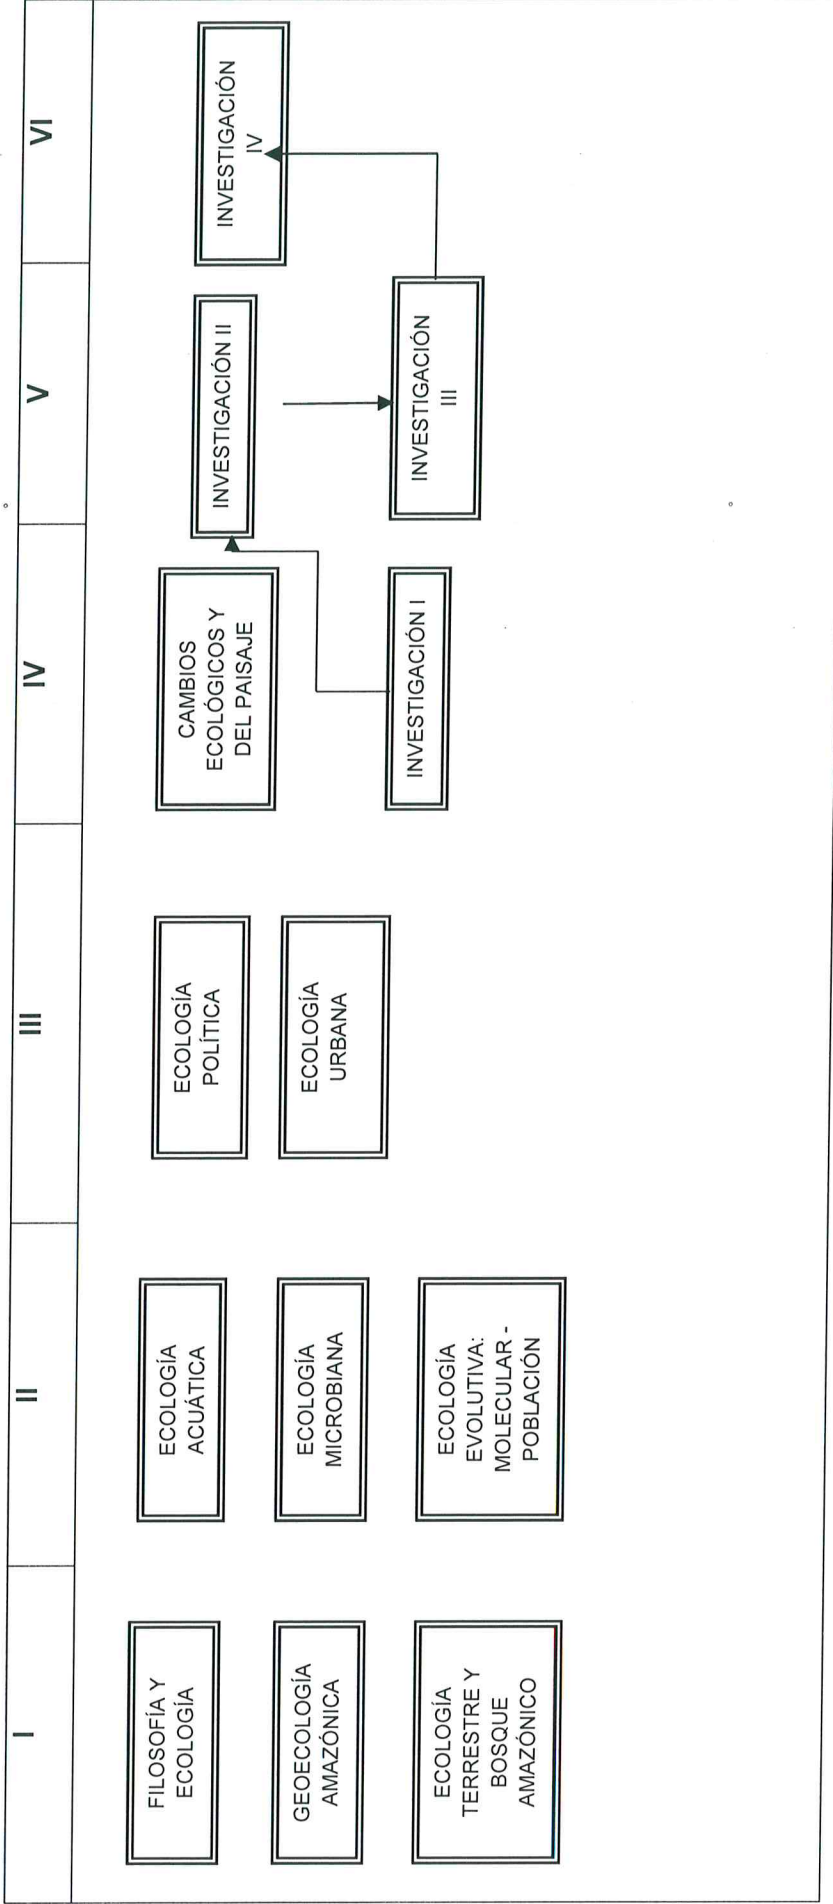 I
II
III
IV
V
VI
FILOSOFÍA Y
ECOLOGÍA
GEOECOLOGÍA
AMAZÓNICA
ECOLOGÍA
TERRESTRE Y
BOSQUE
AMAZÓNICO
ECOLOGÍA
ACUÁTICA
ECOLOGÍA
MICROBIANA
ECOLOGÍA
EVOLUTIVA:
MOLECULAR -
POBLACIÓN
ECOLOGÍA
POLÍTICA
ECOLOGÍA
URBANA
CAMBIOS
ECOLÓGICOS Y
DEL PAISAJE
INVESTIGACIÓN I
INVESTIGACIÓN II
INVESTIGACIÓN
III
INVESTIGACIÓN
IV